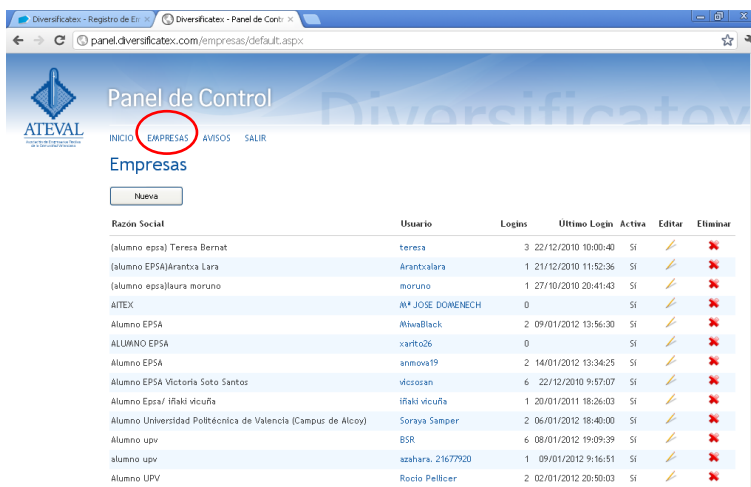 Diversificatex - Registro de En
Diversificatex - Panel de Contr
panel.diversificatex.com/empresas/default.aspx
Diversificatex
Panel de Control
ATEVAL
INICIO EMPRESAS AVISOS SALIR
Empresas
Nueva
Razón Social Usuario Logins Último Login Activa Editar Eliminar
(alumno epsa) Teresa Bernat teresa 3 22/12/2010 10:00:40 Sí
(alumno EPSA)Arantxa Lara Arantxalara 1 21/12/2010 11:52:36 Sí
(alumno epsa)laura moruno moruno 1 27/10/2010 20:41:43 Sí
AITEX Mª JOSE DOMENECH 0 Sí
Alumno EPSA MiwaBlack 2 09/01/2012 13:56:30 Sí
ALUMNO EPSA xarito26 0 Sí
Alumno EPSA anmova19 2 14/01/2012 13:34:25 Sí
Alumno EPSA Victoria Soto Santos vicsosan 6 22/12/2010 9:57:07 Sí
Alumno Epsa/ iñaki vicuña iñaki vicuña 1 20/01/2011 18:26:03 Sí
Alumno Universidad Politécnica de Valencia (Campus de Alcoy) Soraya Samper 2 06/01/2012 18:40:00 Sí
Alumno upv BSR 6 08/01/2012 19:09:39 Sí
alumno upv azahara. 21677920 1 09/01/2012 9:16:51 Sí
Alumno UPV Rocio Pellicer 2 02/01/2012 20:50:03 Sí